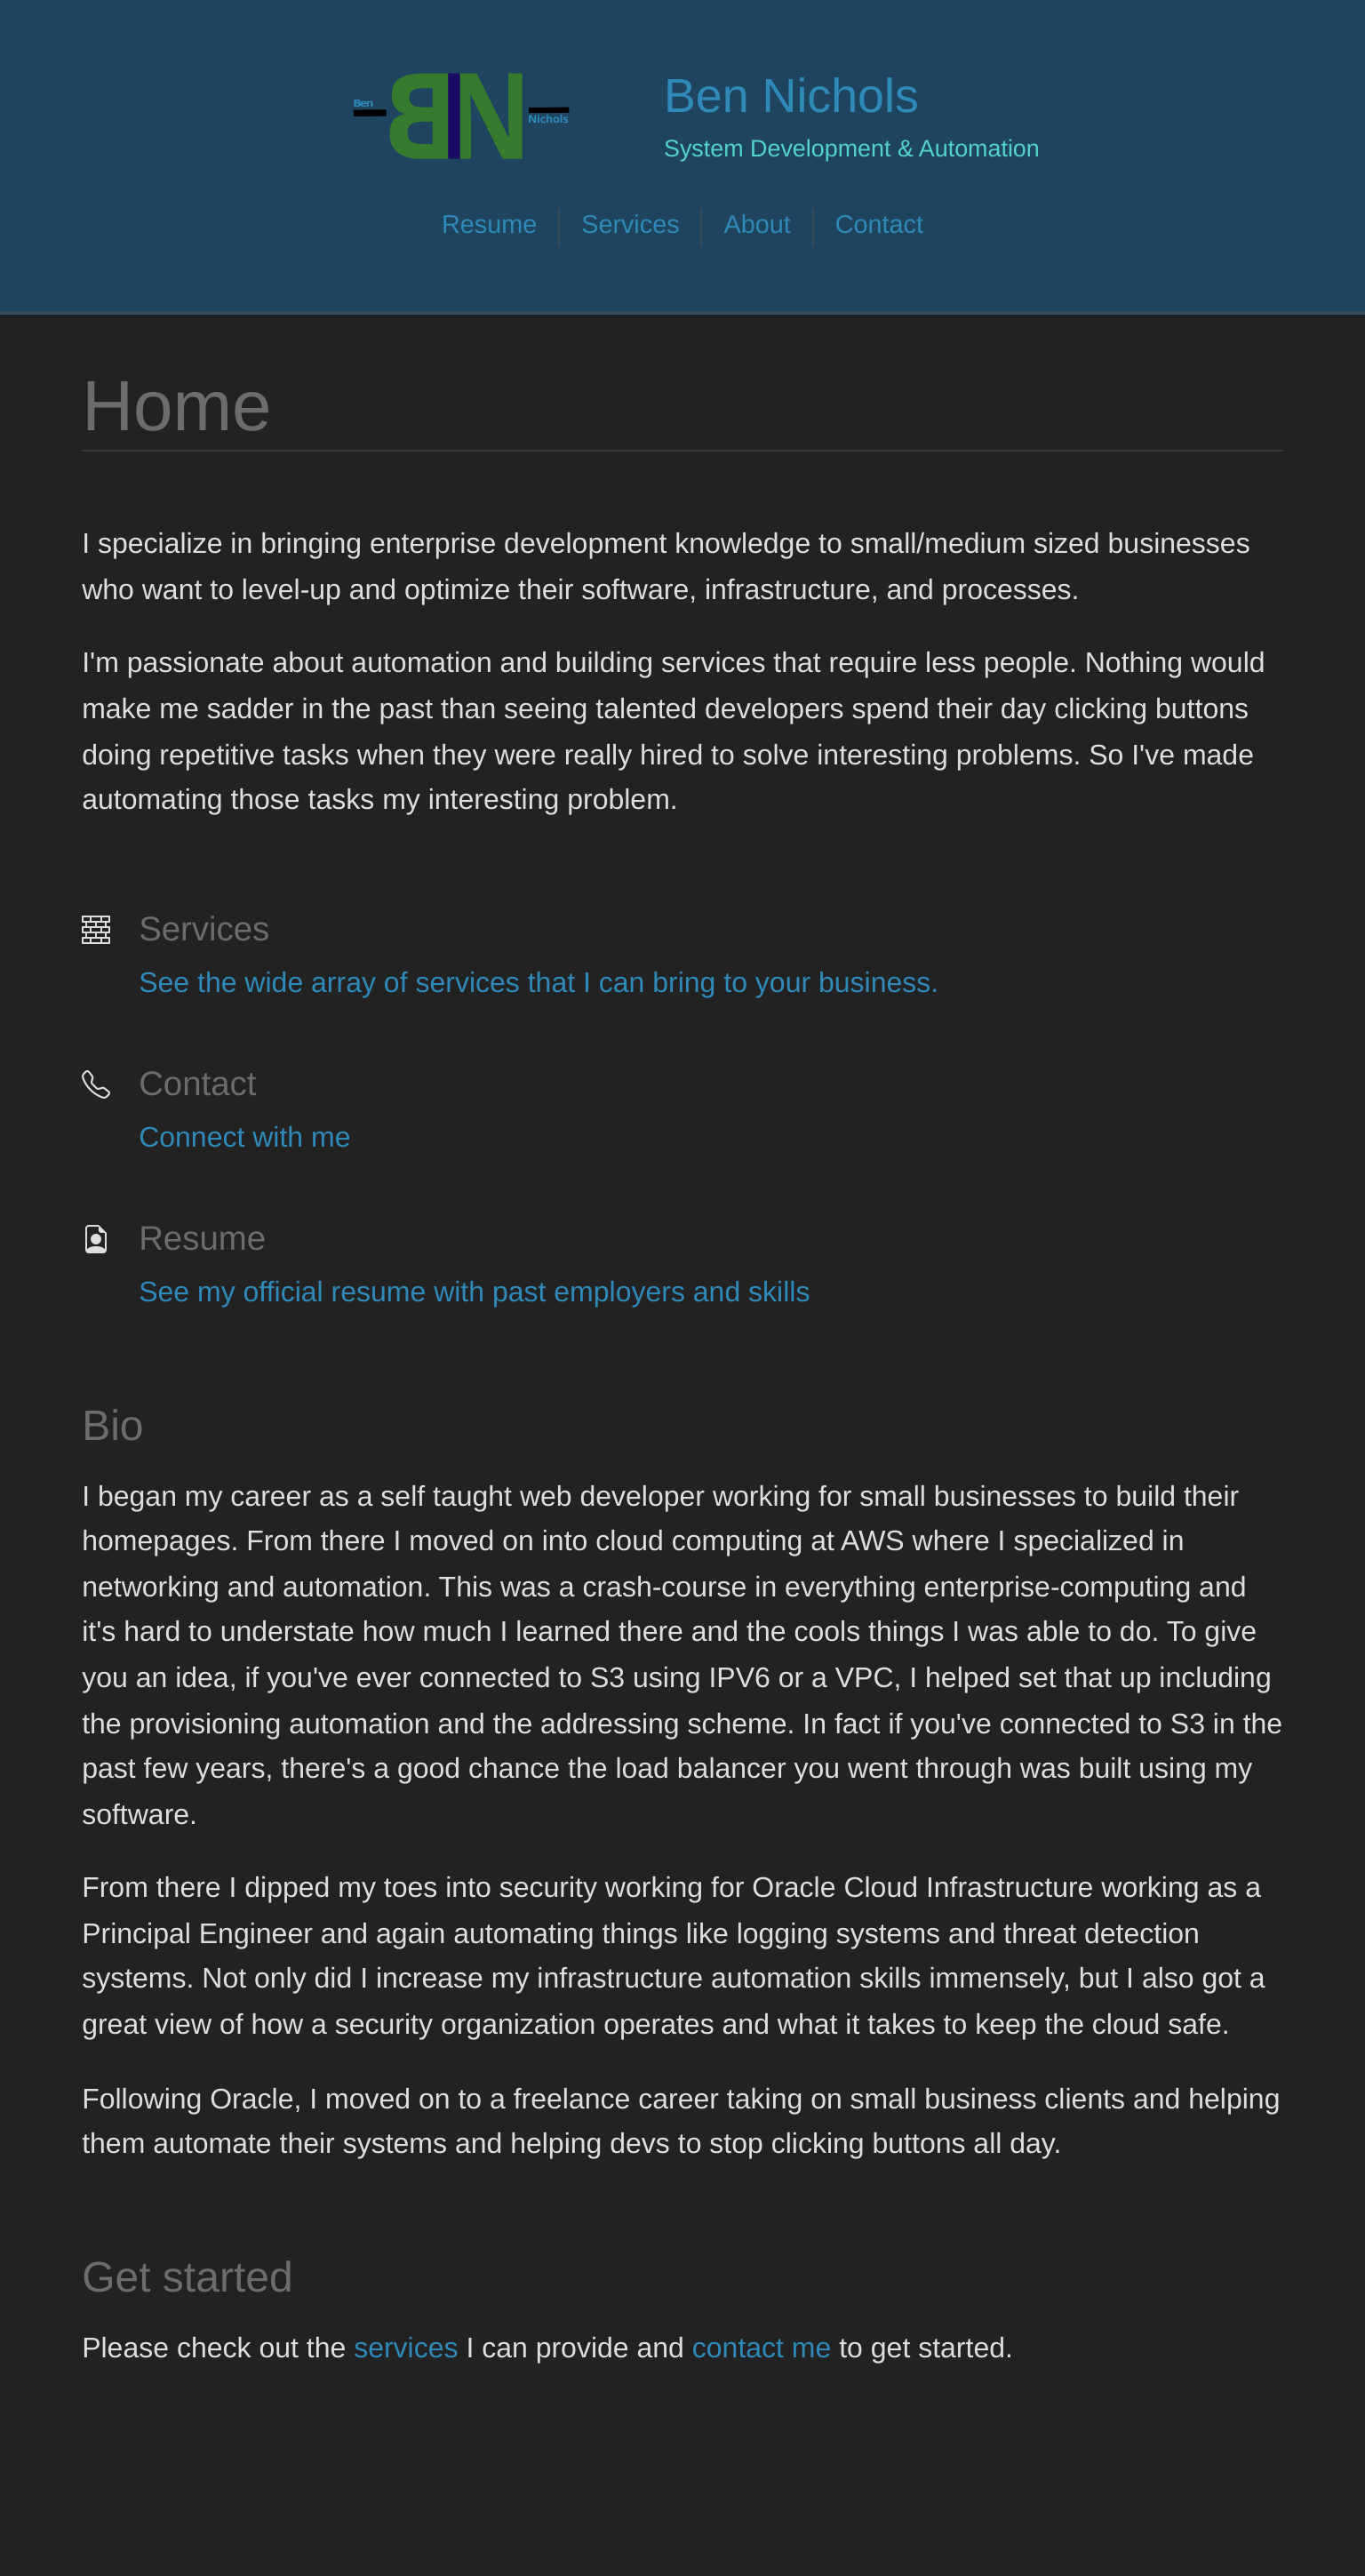 Ben
BN
Nichols
Ben Nichols
System Development & Automation
Resume
Services
About
Contact
Home
I specialize in bringing enterprise development knowledge to small/medium sized businesses
who want to level-up and optimize their software, infrastructure, and processes.
I'm passionate about automation and building services that require less people. Nothing would
make me sadder in the past than seeing talented developers spend their day clicking buttons
doing repetitive tasks when they were really hired to solve interesting problems. So I've made
automating those tasks my interesting problem.
Services
See the wide array of services that I can bring to your business.
Contact
Connect with me
Resume
See my official resume with past employers and skills
Bio
I began my career as a self taught web developer working for small businesses to build their
homepages. From there I moved on into cloud computing at AWS where I specialized in
networking and automation. This was a crash-course in everything enterprise-computing and
it's hard to understate how much I learned there and the cools things I was able to do. To give
you an idea, if you've ever connected to S3 using IPV6 or a VPC, I helped set that up including
the provisioning automation and the addressing scheme. In fact if you've connected to S3 in the
past few years, there's a good chance the load balancer you went through was built using my
software.
From there I dipped my toes into security working for Oracle Cloud Infrastructure working as a
Principal Engineer and again automating things like logging systems and threat detection
systems. Not only did I increase my infrastructure automation skills immensely, but I also got a
great view of how a security organization operates and what it takes to keep the cloud safe.
Following Oracle, I moved on to a freelance career taking on small business clients and helping
them automate their systems and helping devs to stop clicking buttons all day.
Get started
Please check out the services I can provide and contact me to get started.